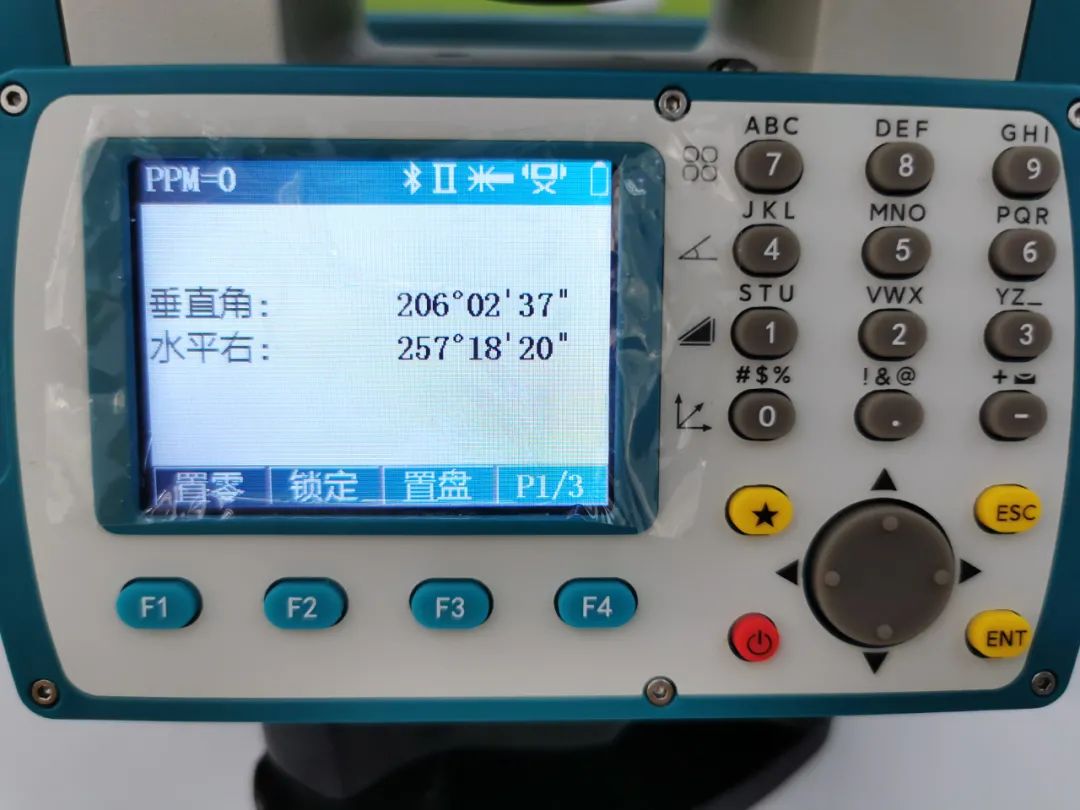 PPM=0
垂直角: 206°02'37"
水平右: 257°18'20"
置零 锁定 置盘 P1/3
F1 F2 F3 F4
ABC DEF GHI
7 8 9
JKL MNO PQR
4 5 6
STU VWX YZ_
1 2 3
#$% !&@ +
0 . -
★ ESC
ENT